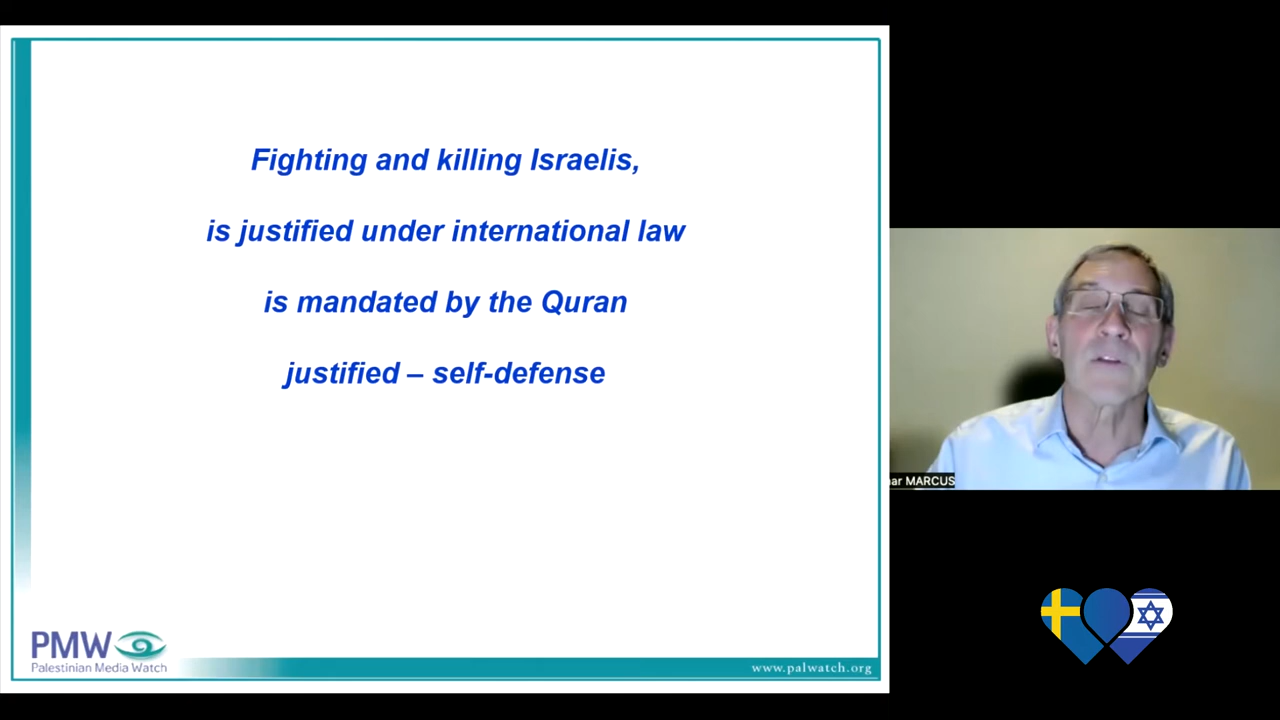 Fighting and killing Israelis,
is justified under international law
is mandated by the Quran
justified – self-defense
PMW
Palestinian Media Watch
www.palwatch.org
ar MARCUS